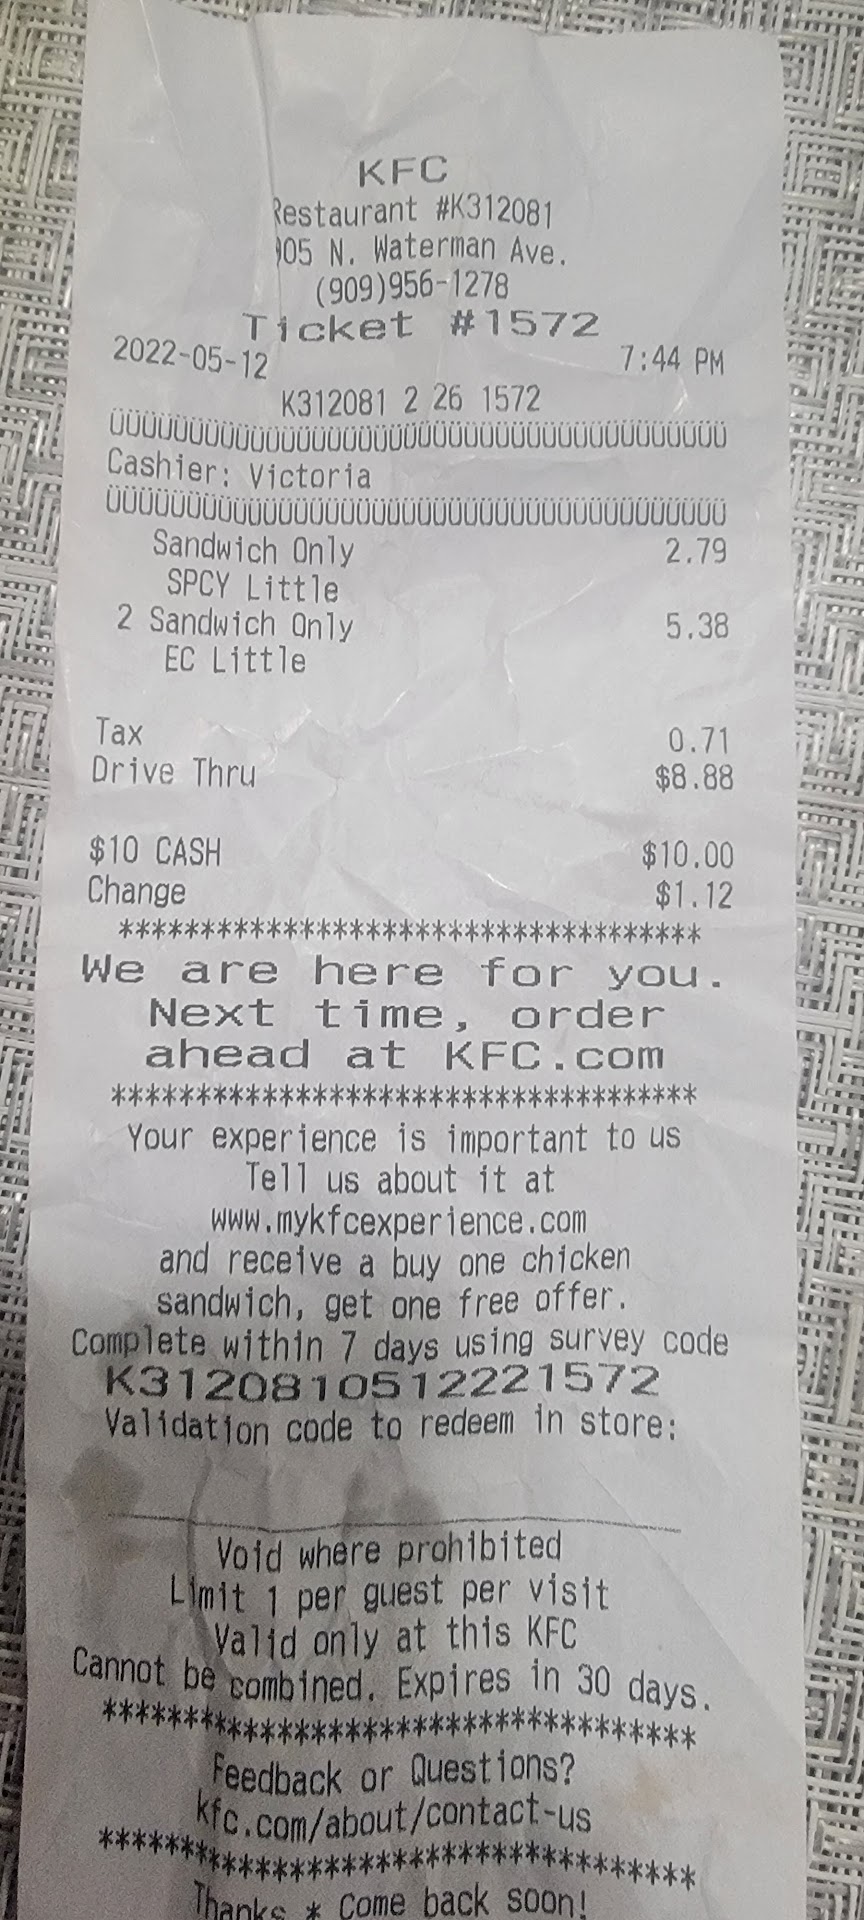 KFC
Restaurant #K312081
905 N. Waterman Ave.
(909)956-1278
Ticket #1572
2022-05-12 7:44 PM
K312081 2 26 1572
ÜÜÜÜÜÜÜÜÜÜÜÜÜÜÜÜÜÜÜÜÜÜÜÜÜÜÜÜÜÜÜÜÜÜÜÜÜÜÜ
Cashier: Victoria
ÜÜÜÜÜÜÜÜÜÜÜÜÜÜÜÜÜÜÜÜÜÜÜÜÜÜÜÜÜÜÜÜÜÜÜÜÜÜÜ
Sandwich Only 2.79
SPCY Little
2 Sandwich Only 5.38
EC Little
Tax 0.71
Drive Thru $8.88
$10 CASH $10.00
Change $1.12
***********************************
We are here for you.
Next time, order
ahead at KFC.com
***********************************
Your experience is important to us
Tell us about it at
www.mykfcexperience.com
and receive a buy one chicken
sandwich, get one free offer.
Complete within 7 days using survey code
K3120810512221572
Validation code to redeem in store:
Void where prohibited
Limit 1 per guest per visit
Valid only at this KFC
Cannot be combined. Expires in 30 days.
***********************************
Feedback or Questions?
kfc.com/about/contact-us
***********************************
Thanks * Come back soon!